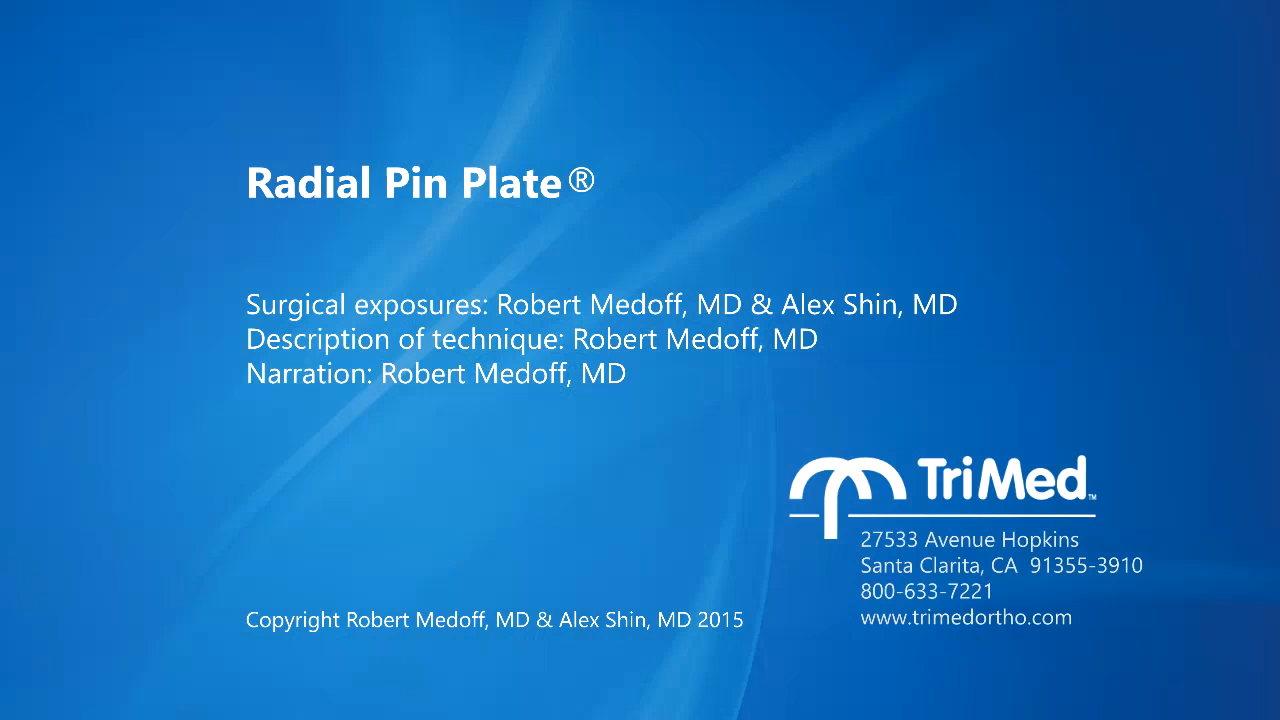 Radial Pin Plate®
Surgical exposures: Robert Medoff, MD & Alex Shin, MD
Description of technique: Robert Medoff, MD
Narration: Robert Medoff, MD
TriMed™
27533 Avenue Hopkins
Santa Clarita, CA 91355-3910
800-633-7221
www.trimedortho.com
Copyright Robert Medoff, MD & Alex Shin, MD 2015